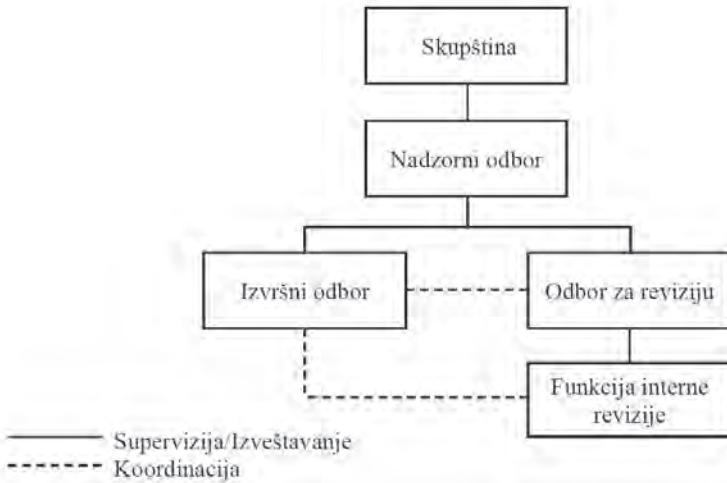 Skupština
Nadzorni odbor
Izvršni odbor
Odbor za reviziju
Funkcija interne
revizije
Supervizija/Izveštavanje
Koordinacija